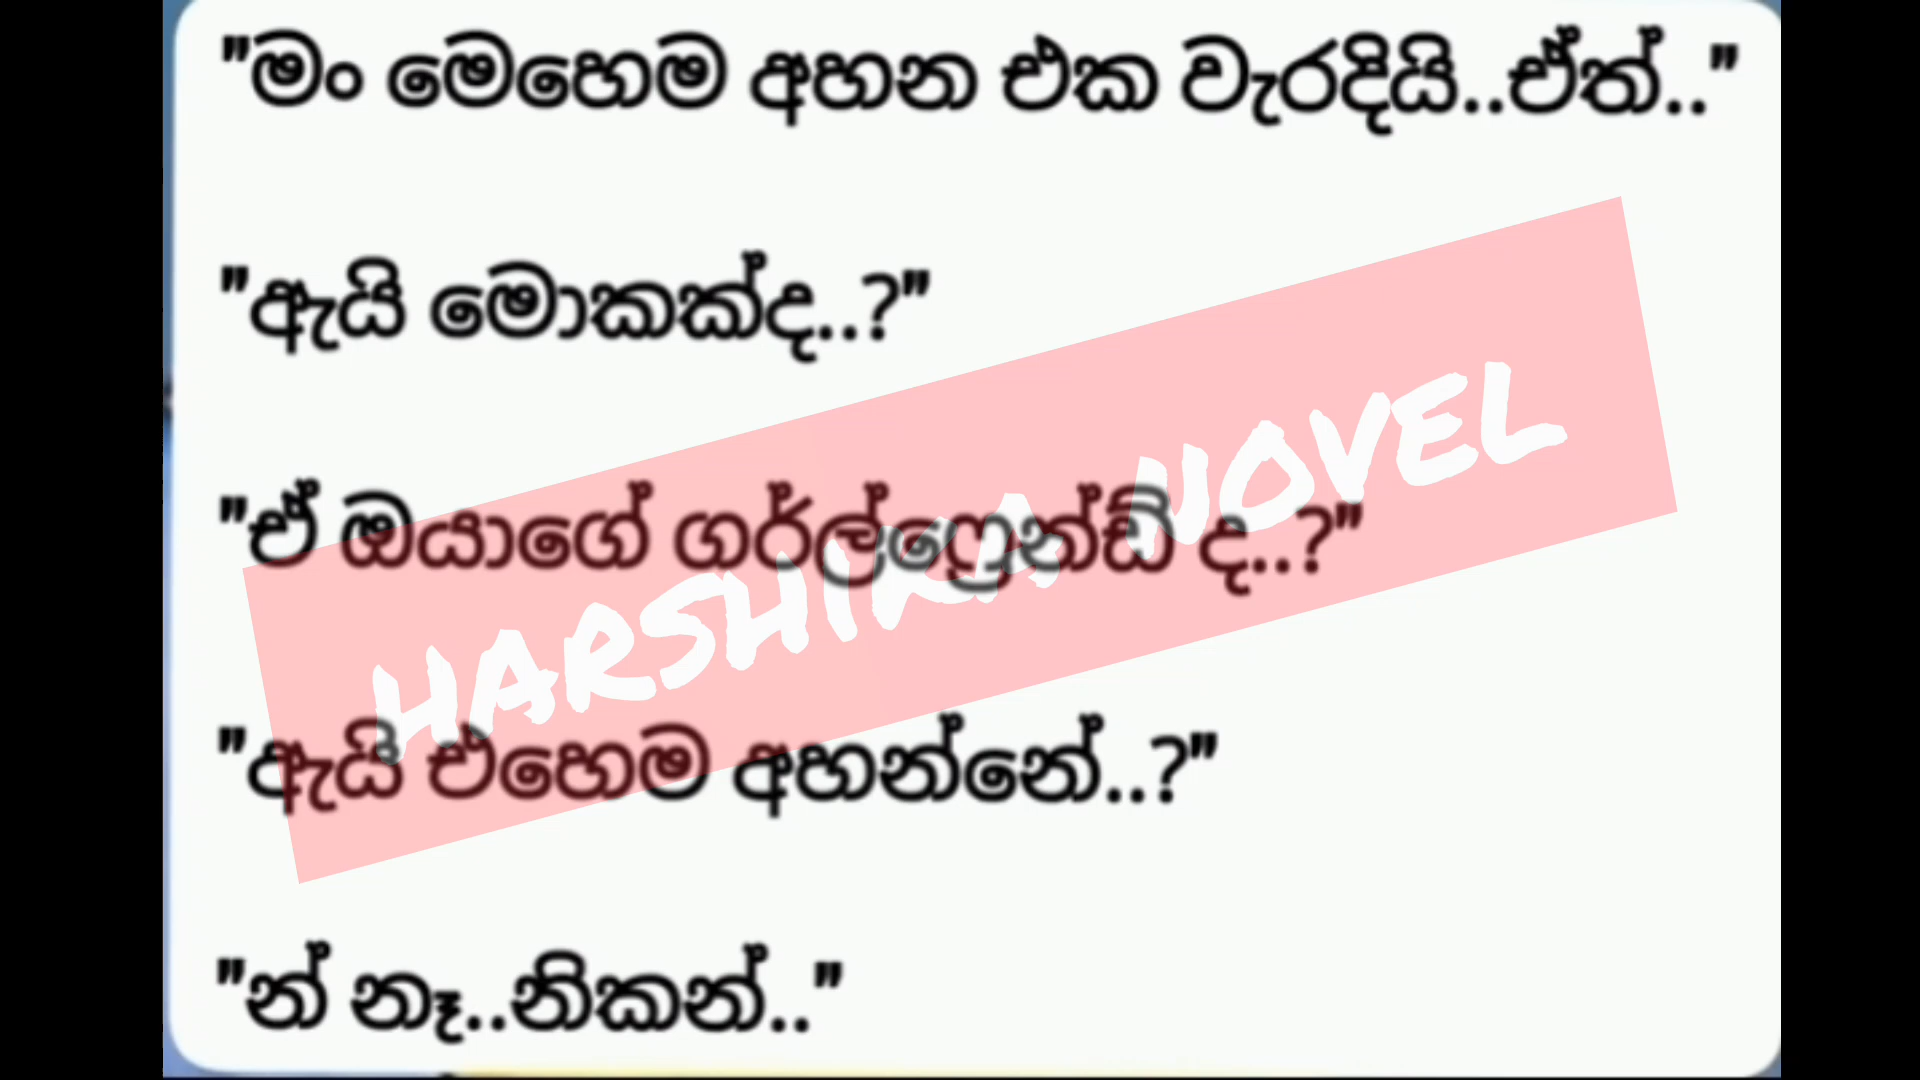 "මං මෙහෙම අහන එක වැරදියි..ඒත්.."
"ඇයි මොකක්ද..?"
"ඒ ඔයාගේ ගර්ල්ෆ්‍රෙන්ඩ් ද..?"
HARSHIKA NOVEL
"ඇයි එහෙම අහන්නේ..?"
"න් නෑ..නිකන්.."